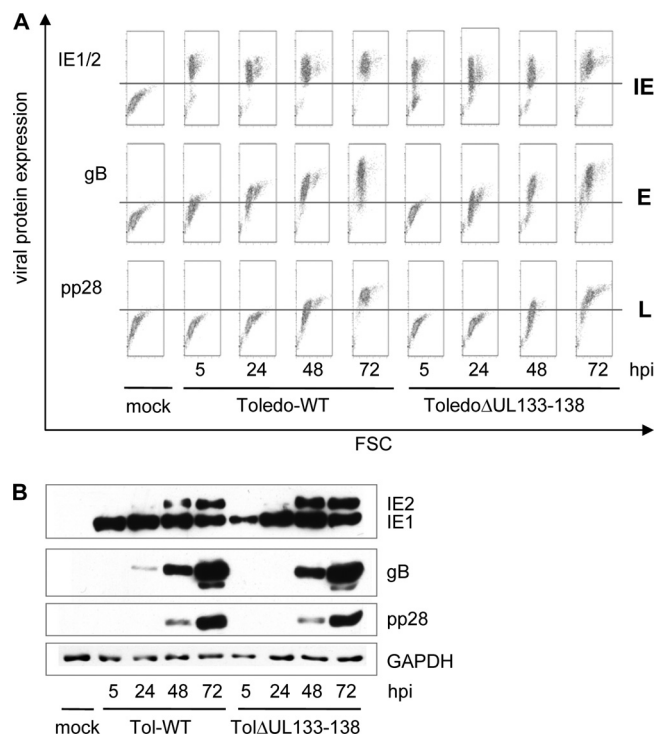 A
viral protein expression
IE1/2
IE
gB
E
pp28
L
5 24 48 72 5 24 48 72 hpi
mock Toledo-WT ToledoΔUL133-138
FSC
B
IE2
IE1
gB
pp28
GAPDH
5 24 48 72 5 24 48 72 hpi
mock Tol-WT TolΔUL133-138